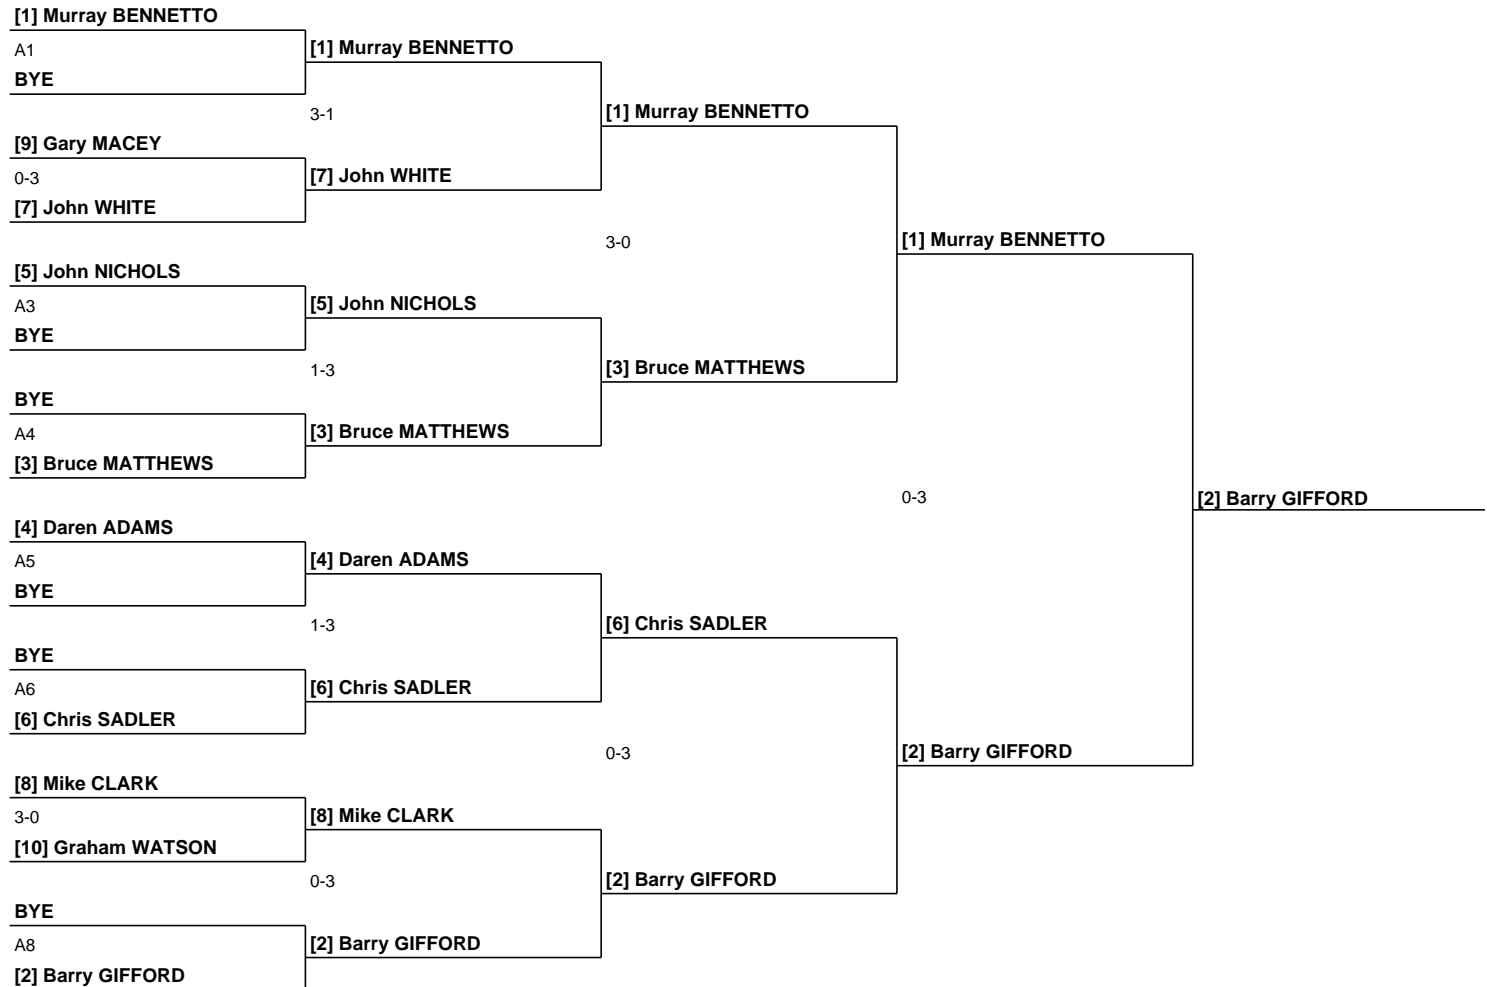 [1] Murray BENNETTO
A1
BYE
[9] Gary MACEY
0-3
[7] John WHITE
[5] John NICHOLS
A3
BYE
BYE
A4
[3] Bruce MATTHEWS
[4] Daren ADAMS
A5
BYE
BYE
A6
[6] Chris SADLER
[8] Mike CLARK
3-0
[10] Graham WATSON
BYE
A8
[2] Barry GIFFORD
[1] Murray BENNETTO
3-1
[7] John WHITE
[5] John NICHOLS
1-3
[3] Bruce MATTHEWS
[4] Daren ADAMS
1-3
[6] Chris SADLER
[8] Mike CLARK
0-3
[2] Barry GIFFORD
[1] Murray BENNETTO
3-0
[3] Bruce MATTHEWS
[6] Chris SADLER
0-3
[2] Barry GIFFORD
[1] Murray BENNETTO
0-3
[2] Barry GIFFORD
[2] Barry GIFFORD